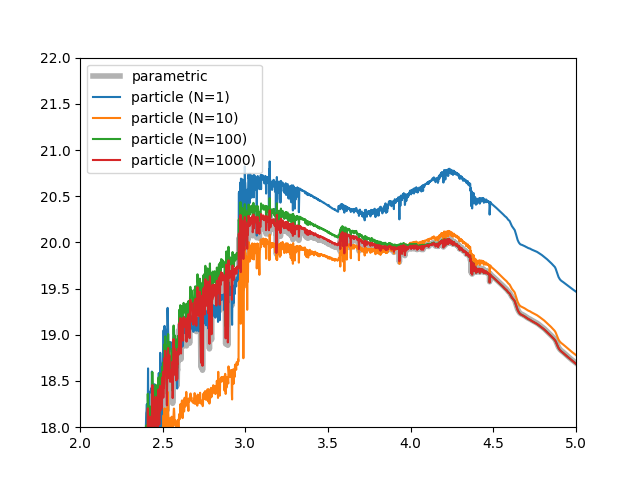 22.0
21.5
21.0
20.5
20.0
19.5
19.0
18.5
18.0
parametric
particle (N=1)
particle (N=10)
particle (N=100)
particle (N=1000)
2.0 2.5 3.0 3.5 4.0 4.5 5.0